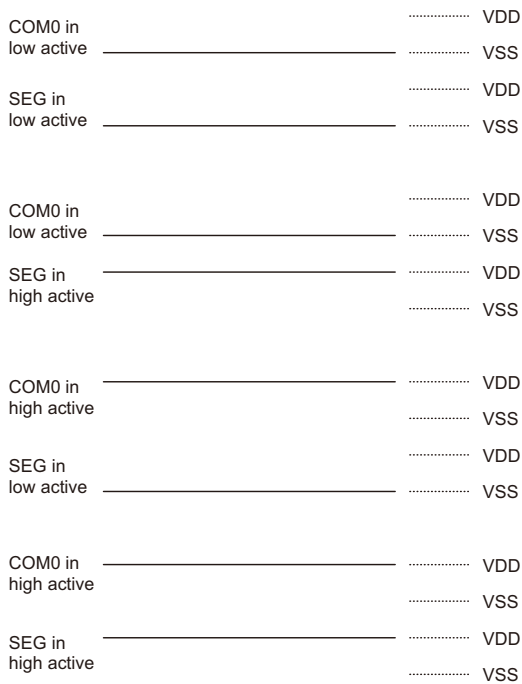 COM0 in
low active
VDD
VSS
SEG in
low active
VDD
VSS
COM0 in
low active
VDD
VSS
SEG in
high active
VDD
VSS
COM0 in
high active
VDD
VSS
SEG in
low active
VDD
VSS
COM0 in
high active
VDD
VSS
SEG in
high active
VDD
VSS